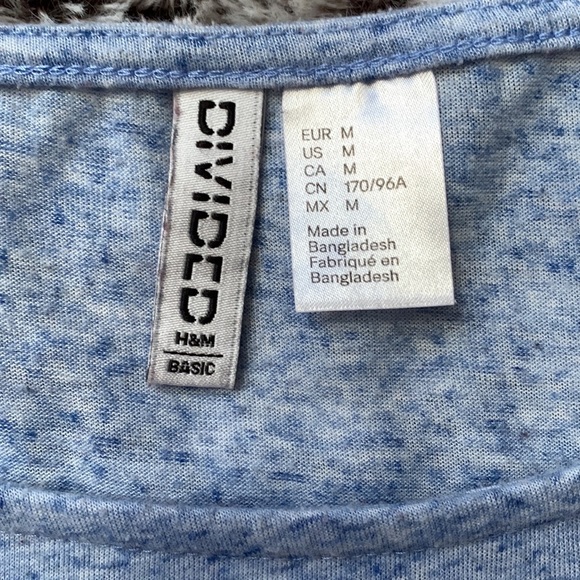 DIVIDED
H&M
BASIC
EUR M
US M
CA M
CN 170/96A
MX M
Made in
Bangladesh
Fabriqué en
Bangladesh